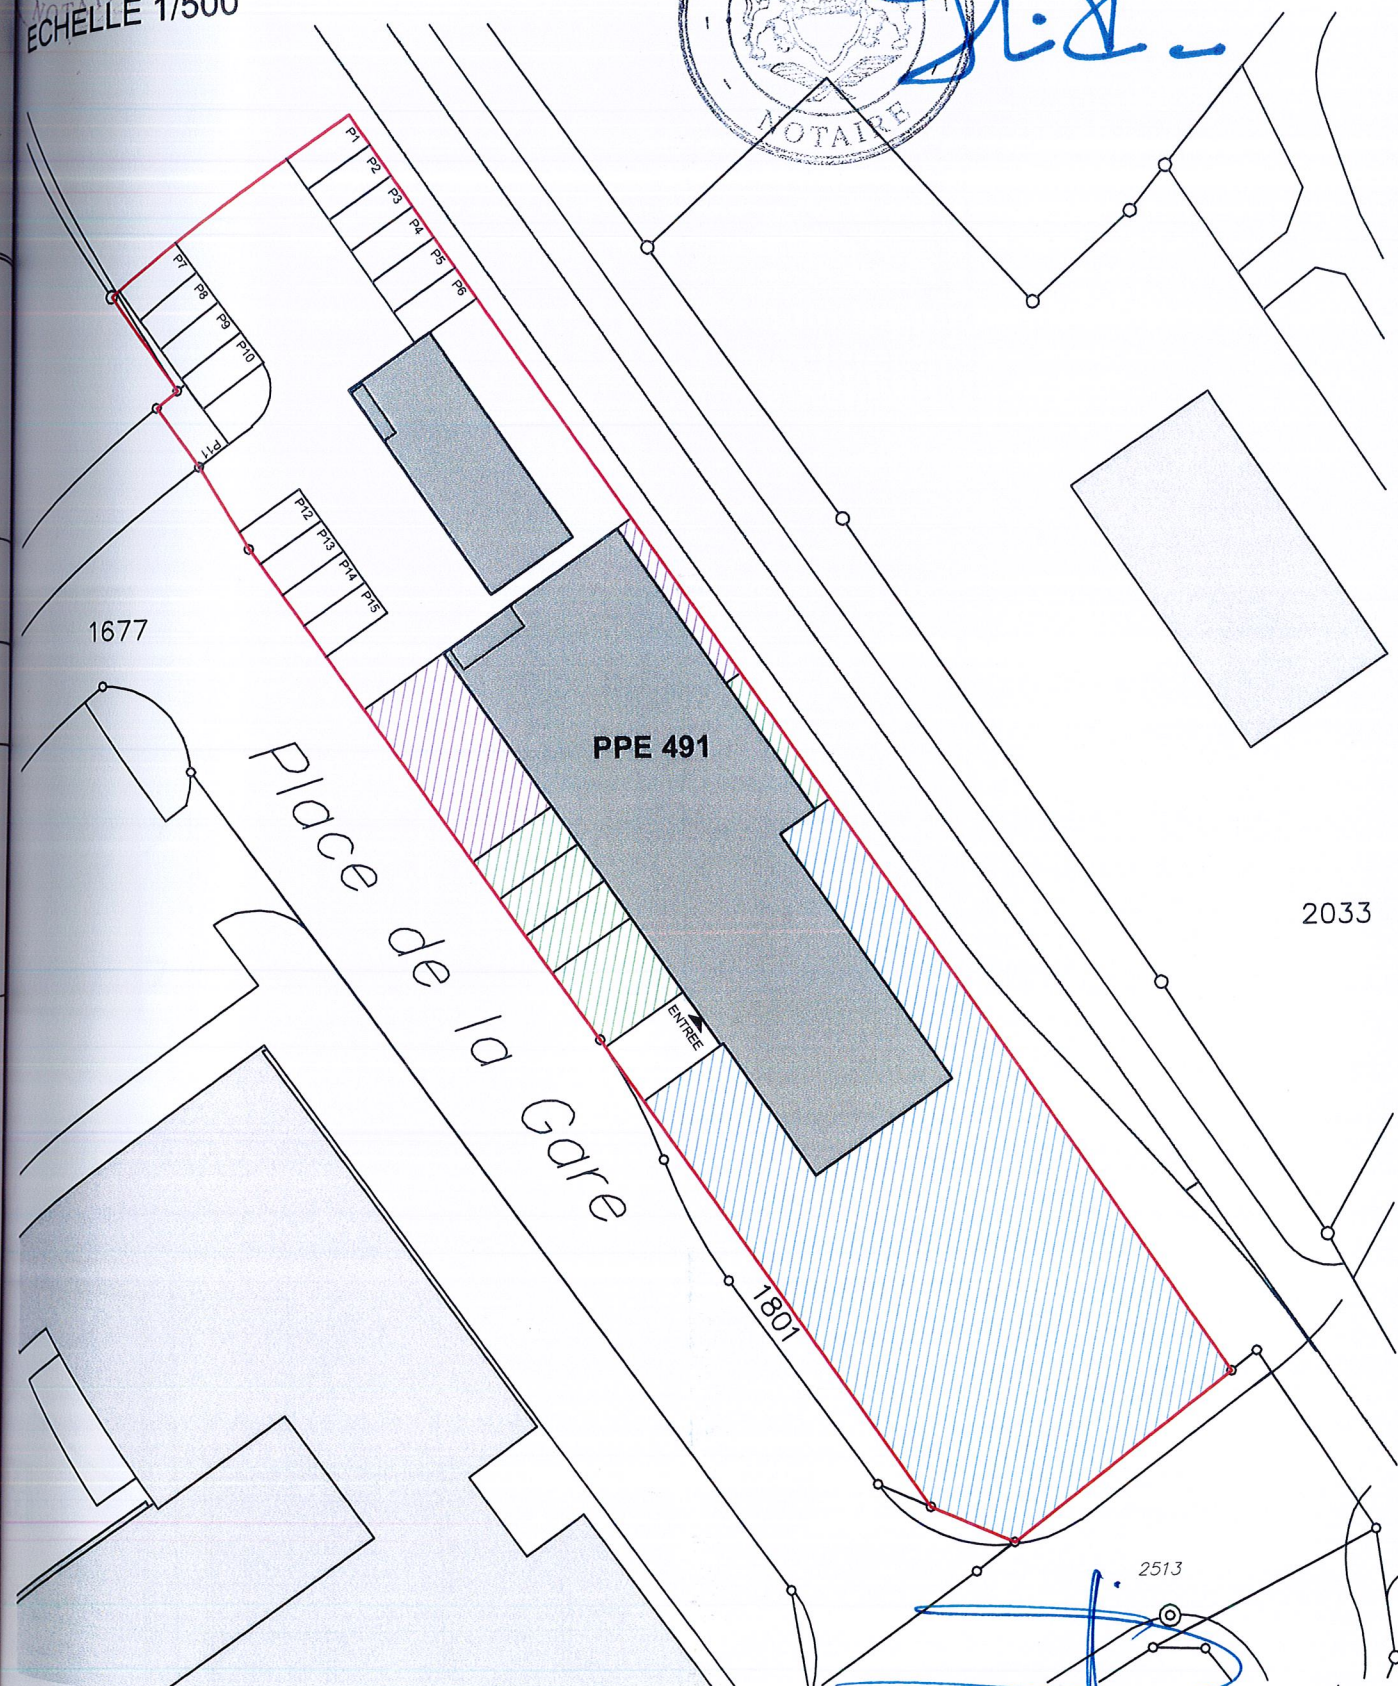 ECHELLE 1/500
NOTAIRE
P1
P2
P3
P4
P5
P6
P7
P8
P9
P10
P11
P12
P13
P14
P15
1677
PPE 491
Place de la Gare
2033
ENTREE
1801
2513